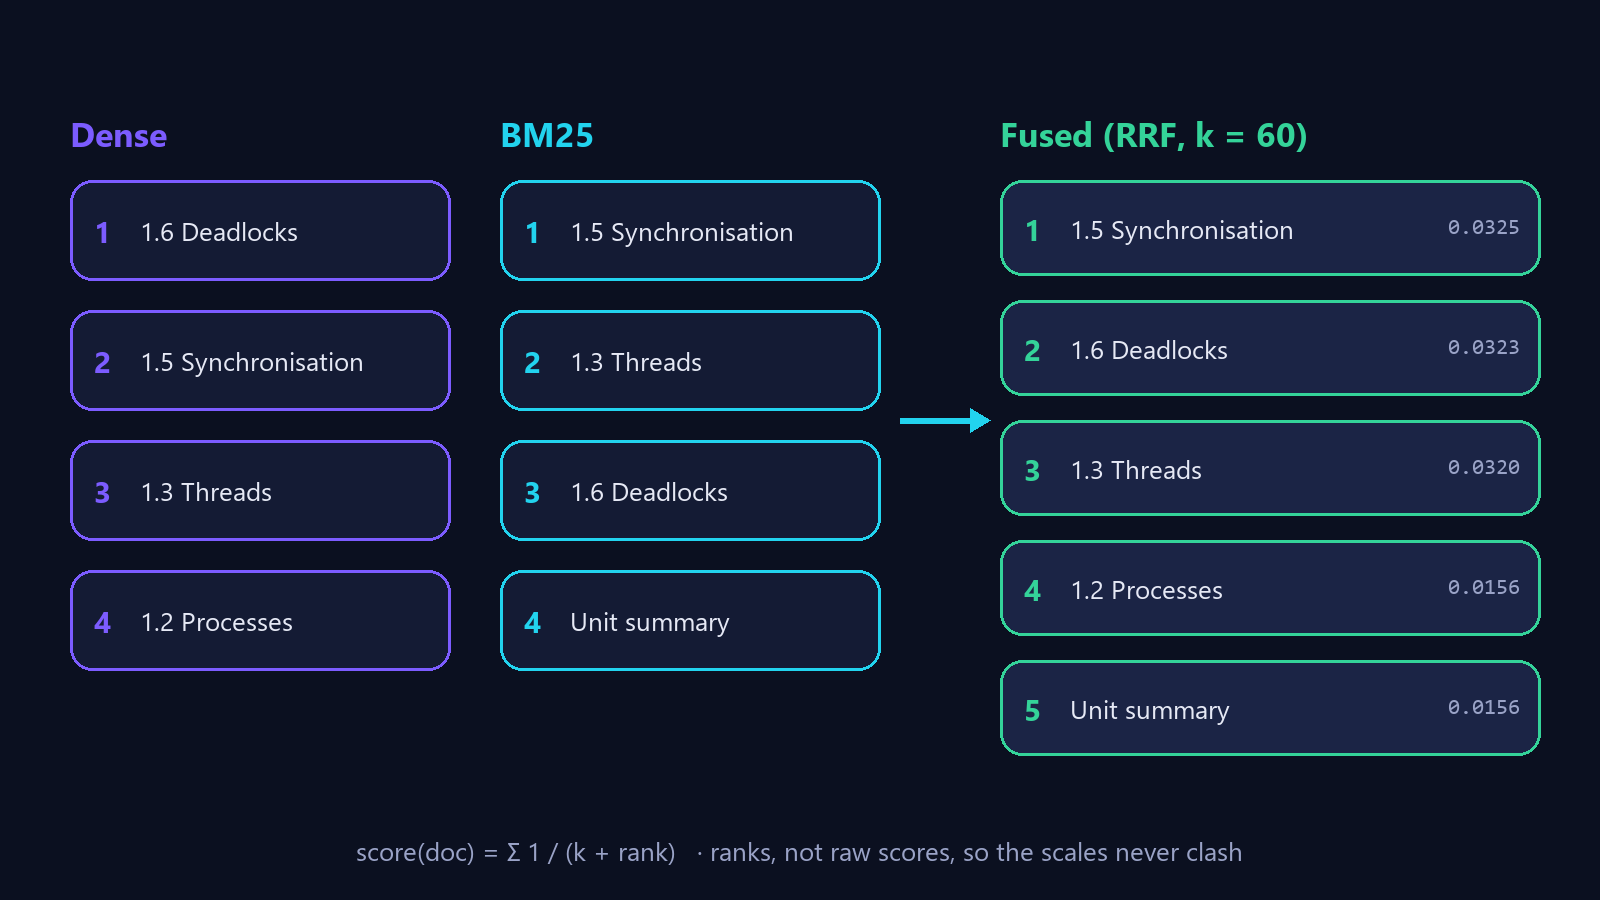 Dense
1 1.6 Deadlocks
2 1.5 Synchronisation
3 1.3 Threads
4 1.2 Processes
BM25
1 1.5 Synchronisation
2 1.3 Threads
3 1.6 Deadlocks
4 Unit summary
Fused (RRF, k = 60)
1 1.5 Synchronisation 0.0325
2 1.6 Deadlocks 0.0323
3 1.3 Threads 0.0320
4 1.2 Processes 0.0156
5 Unit summary 0.0156
score(doc) = Σ 1 / (k + rank) · ranks, not raw scores, so the scales never clash